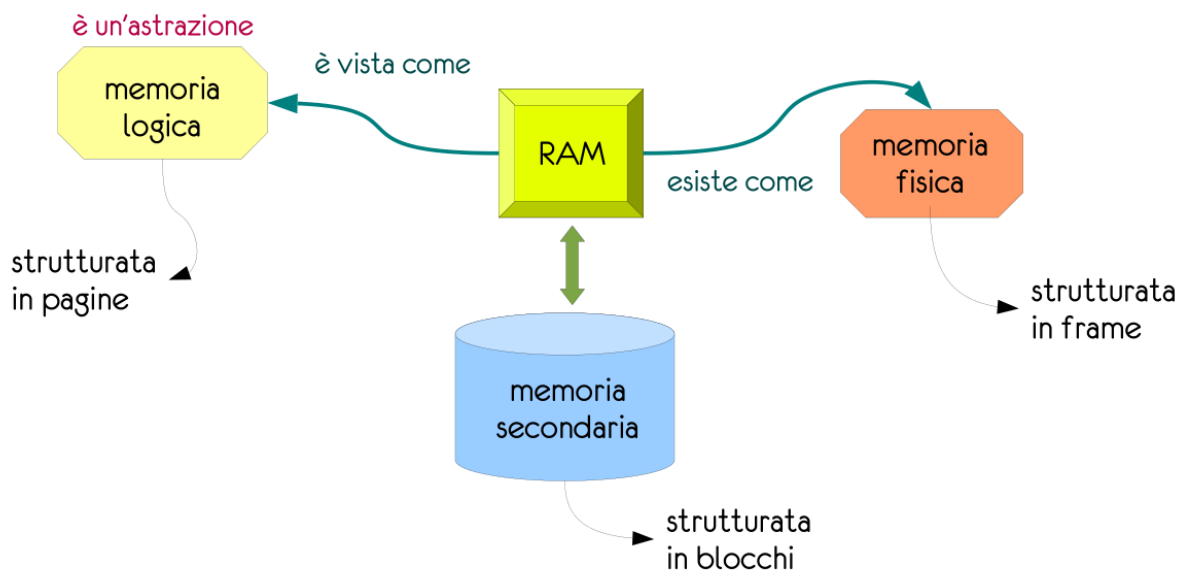 è un'astrazione
memoria
logica
è vista come
RAM
esiste come
memoria
fisica
strutturata
in pagine
strutturata
in frame
memoria
secondaria
strutturata
in blocchi